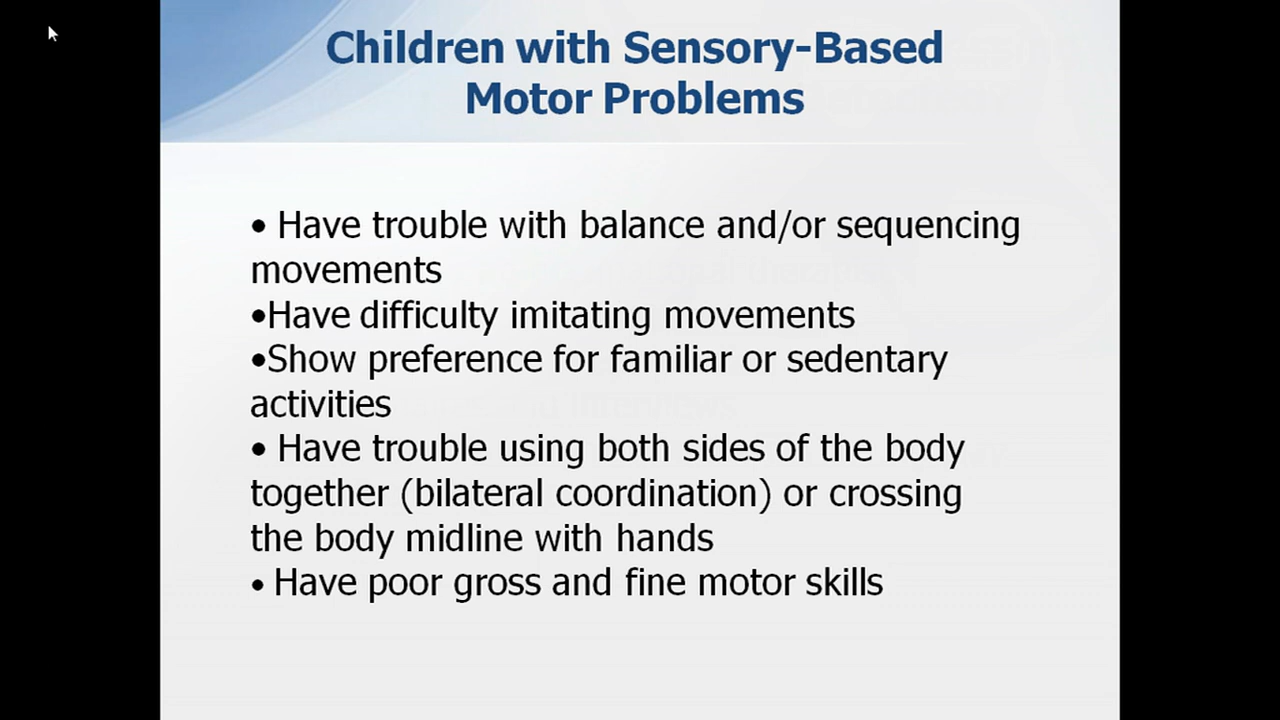 Children with Sensory-Based
Motor Problems
• Have trouble with balance and/or sequencing
movements
•Have difficulty imitating movements
•Show preference for familiar or sedentary
activities
• Have trouble using both sides of the body
together (bilateral coordination) or crossing
the body midline with hands
• Have poor gross and fine motor skills